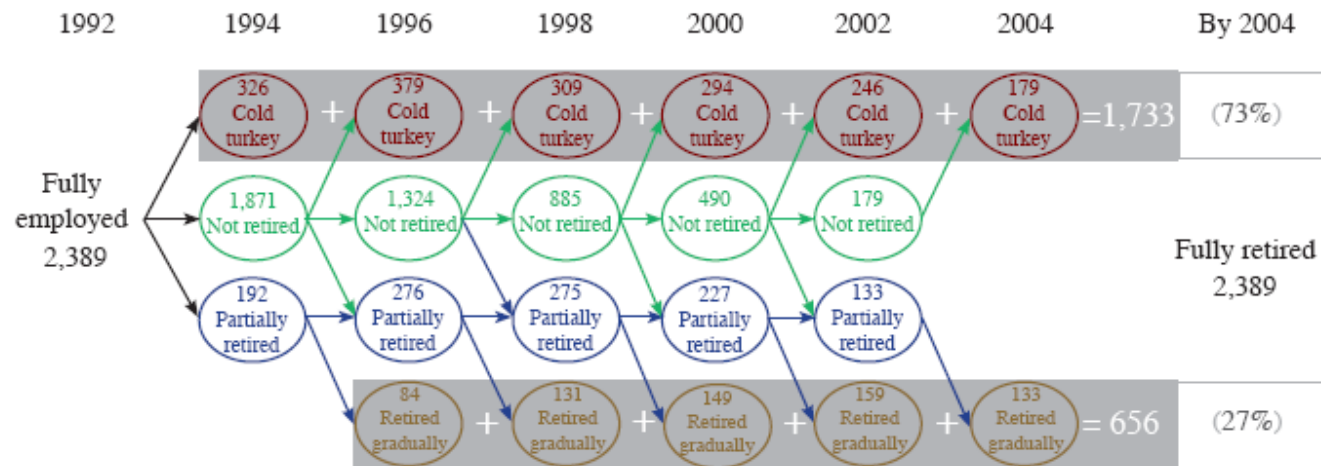 1992 1994 1996 1998 2000 2002 2004 By 2004
326 + 379 + 309 + 294 + 246 + 179 =1,733 (73%)
Cold Cold Cold Cold Cold Cold
turkey turkey turkey turkey turkey turkey
Fully
employed
2,389
1,871 1,324 885 490 179
Not retired Not retired Not retired Not retired Not retired
Fully retired
2,389
192 276 275 227 133
Partially Partially Partially Partially Partially
retired retired retired retired retired
84 + 131 + 149 + 159 + 133 = 656 (27%)
Retired Retired Retired Retired Retired
gradually gradually gradually gradually gradually